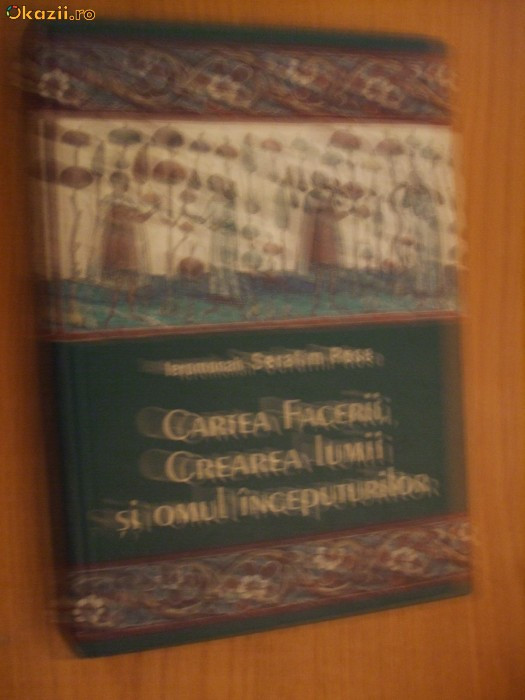 Okazii.ro
Ieromonah Serafim Rose
CARTEA FACERII,
CREAREA lumii
și omul începuturilor